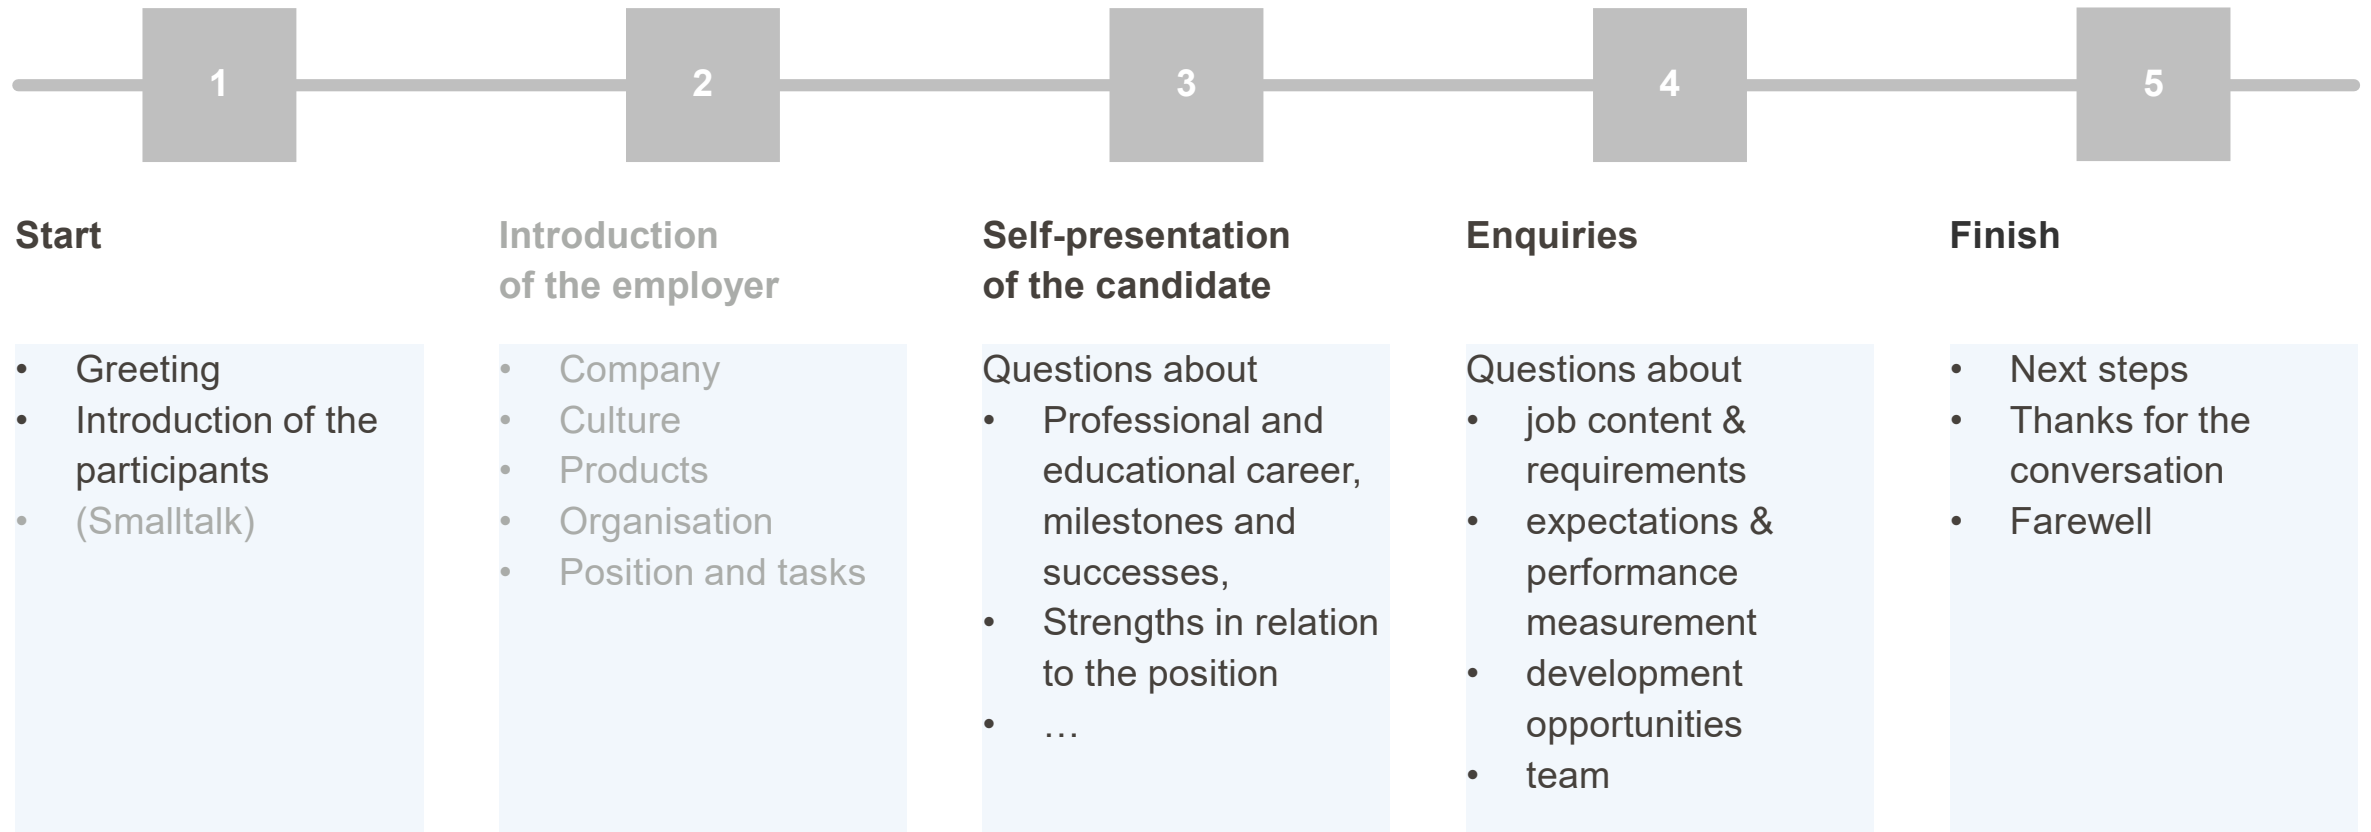 1
2
3
4
5
Start
Introduction
of the employer
Self-presentation
of the candidate
Enquiries
Finish
• Greeting
• Introduction of the
participants
• (Smalltalk)
• Company
• Culture
• Products
• Organisation
• Position and tasks
Questions about
• Professional and
educational career,
milestones and
successes,
• Strengths in relation
to the position
• …
Questions about
• job content &
requirements
• expectations &
performance
measurement
• development
opportunities
• team
• Next steps
• Thanks for the
conversation
• Farewell